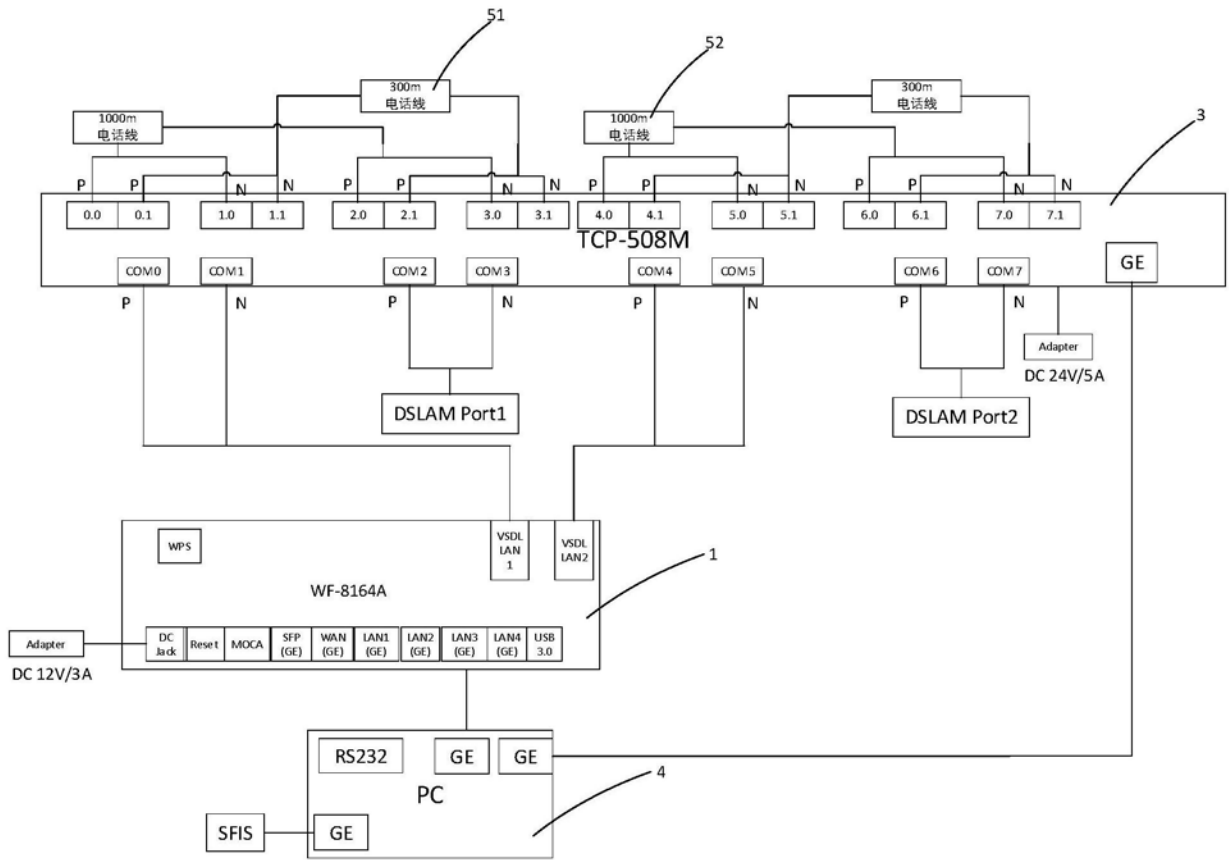 51
52
300m
电话线
300m
电话线
1000m
电话线
1000m
电话线
3
P P N N P P N N P P N N P P N N
0.0 0.1 1.0 1.1 2.0 2.1 3.0 3.1 4.0 4.1 5.0 5.1 6.0 6.1 7.0 7.1
TCP-508M
GE
COM0 COM1 COM2 COM3 COM4 COM5 COM6 COM7
P N P N P N P N
Adapter
DC 24V/5A
DSLAM Port1
DSLAM Port2
VSDL
LAN
1
VSDL
LAN2
WPS
1
WF-8164A
Adapter
DC 12V/3A
DC
Jack
Reset
MOCA
SFP
(GE)
WAN
(GE)
LAN1
(GE)
LAN2
(GE)
LAN3
(GE)
LAN4
(GE)
USB
3.0
RS232
GE
GE
PC
4
SFIS
GE